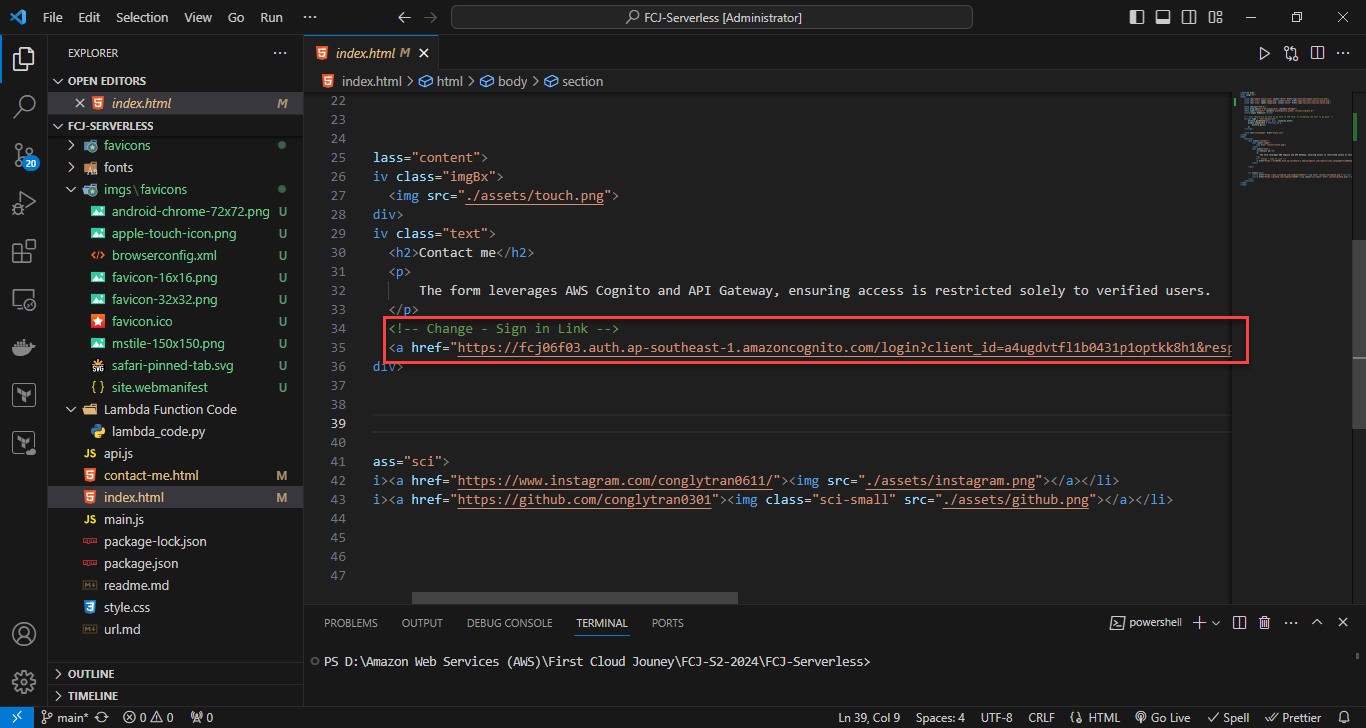 File Edit Selection View Go Run ··· FCJ-Serverless [Administrator]
EXPLORER ···
OPEN EDITORS
index.html M
FCJ-SERVERLESS
favicons
fonts
imgs\favicons
android-chrome-72x72.png U
apple-touch-icon.png U
browserconfig.xml U
favicon-16x16.png U
favicon-32x32.png U
favicon.ico U
mstile-150x150.png U
safari-pinned-tab.svg U
site.webmanifest U
Lambda Function Code
lambda_code.py
JS api.js
contact-me.html M
index.html M
JS main.js
package-lock.json
package.json
readme.md
style.css
url.md
OUTLINE
TIMELINE
20
index.html M
index.html > html > body > section
22
23
24
25 lass="content">
26 iv class="imgBx">
27 <img src="./assets/touch.png">
28 div>
29 iv class="text">
30 <h2>Contact me</h2>
31 <p>
32 The form leverages AWS Cognito and API Gateway, ensuring access is restricted solely to verified users.
33 </p>
34 <!-- Change - Sign in Link -->
35 <a href="https://fcj06f03.auth.ap-southeast-1.amazoncognito.com/login?client_id=a4ugdvtfl1b0431p1optkk8h1&resp
36 div>
37
38
39
40
41 ass="sci">
42 i><a href="https://www.instagram.com/conglytran0611/"><img src="./assets/instagram.png"></a></li>
43 i><a href="https://github.com/conglytran0301"><img class="sci-small" src="./assets/github.png"></a></li>
44
45
46
47
PROBLEMS OUTPUT DEBUG CONSOLE TERMINAL PORTS powershell
PS D:\Amazon Web Services (AWS)\First Cloud Jouney\FCJ-S2-2024\FCJ-Serverless>
main* 0 0 0 Ln 39, Col 9 Spaces: 4 UTF-8 CRLF HTML Go Live Spell Prettier